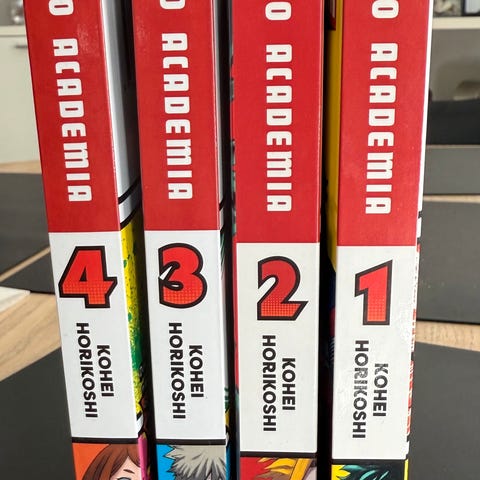 O ACADEMIA
4
KOHEI
HORIKOSHI
O ACADEMIA
3
KOHEI
HORIKOSHI
O ACADEMIA
2
KOHEI
HORIKOSHI
O ACADEMIA
1
KOHEI
HORIKOSHI